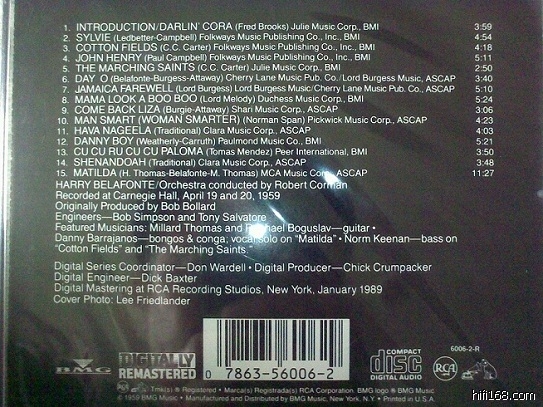 1. INTRODUCTION/DARLIN' CORA (Fred Brooks) Julie Music Corp., BMI 3:59
2. SYLVIE (Ledbetter-Campbell) Folkways Music Publishing Co., Inc., BMI 4:54
3. COTTON FIELDS (C.C. Carter) Folkways Music Publishing Co., Inc., BMI 4:18
4. JOHN HENRY (Paul Campbell) Folkways Music Publishing Co., Inc., BMI 5:11
5. THE MARCHING SAINTS (C.C. Carter) Julie Music Corp., BMI 2:50
6. DAY O (Belafonte-Burgess-Attaway) Cherry Lane Music Pub. Co./Lord Burgess Music, ASCAP 3:40
7. JAMAICA FAREWELL (Lord Burgess) Lord Burgess Music/Cherry Lane Music Pub. Co., ASCAP 5:10
8. MAMA LOOK A BOO BOO (Lord Melody) Duchess Music Corp., BMI 5:24
9. COME BACK LIZA (Burgie-Attaway) Shari Music Corp., ASCAP 3:06
10. MAN SMART (WOMAN SMARTER) (Norman Span) Pickwick Music Corp., ASCAP 4:23
11. HAVA NAGEELA (Traditional) Clara Music Corp., ASCAP 4:03
12. DANNY BOY (Weatherly-Carruth) Paulmond Music Co., BMI 5:21
13. CU CU RU CU CU PALOMA (Tomas Mendez) Peer International, BMI 3:50
14. SHENANDOAH (Traditional) Clara Music Corp., ASCAP 3:48
15. MATILDA (H. Thomas-Belafonte-M. Thomas) MCA Music Corp., ASCAP 11:27
HARRY BELAFONTE/Orchestra conducted by Robert Corman
Recorded at Carnegie Hall, April 19 and 20, 1959
Originally Produced by Bob Bollard
Engineers—Bob Simpson and Tony Salvatore
Featured Musicians: Millard Thomas and Boguslav—guitar •
Danny Barrajanos—bongos & conga; vocal solo on "Matilda" • Norm Keenan—bass on
"Cotton Fields" and "The Marching Saints."
Digital Series Coordinator—Don Wardell • Digital Producer—Chick Crumpacker
Digital Engineer—Dick Baxter
Digital Mastering at RCA Recording Studios, New York, January 1989
Cover Photo: Lee Friedlander
BMG
DIGITALLY
REMASTERED
0 7863-56006-2
COMPACT
disc
DIGITAL AUDIO
6006-2-R
RCA
Tmk(s) ® Registered • Marca(s) Registrada(s) RCA Corporation. BMG logo ® BMG Music
© 1959 BMG Music • Manufactured and Distributed by BMG Music, New York, N.Y. • Printed in U.S.A.
hifi168.com